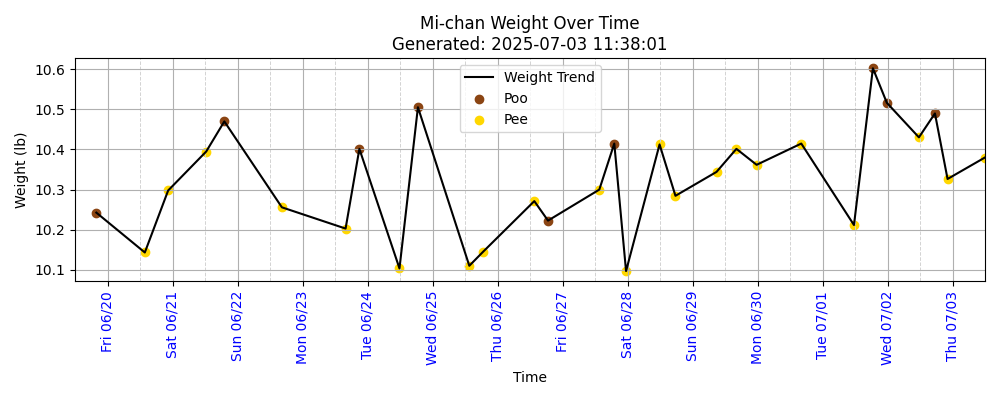 Mi-chan Weight Over Time
Generated: 2025-07-03 11:38:01
Weight Trend
Poo
Pee
Weight (lb)
10.6
10.5
10.4
10.3
10.2
10.1
Fri 06/20
Sat 06/21
Sun 06/22
Mon 06/23
Tue 06/24
Wed 06/25
Thu 06/26
Fri 06/27
Sat 06/28
Sun 06/29
Mon 06/30
Tue 07/01
Wed 07/02
Thu 07/03
Time